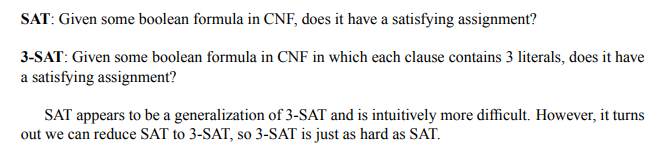 SAT: Given some boolean formula in CNF, does it have a satisfying assignment?
3-SAT: Given some boolean formula in CNF in which each clause contains 3 literals, does it have
a satisfying assignment?
SAT appears to be a generalization of 3-SAT and is intuitively more difficult. However, it turns
out we can reduce SAT to 3-SAT, so 3-SAT is just as hard as SAT.